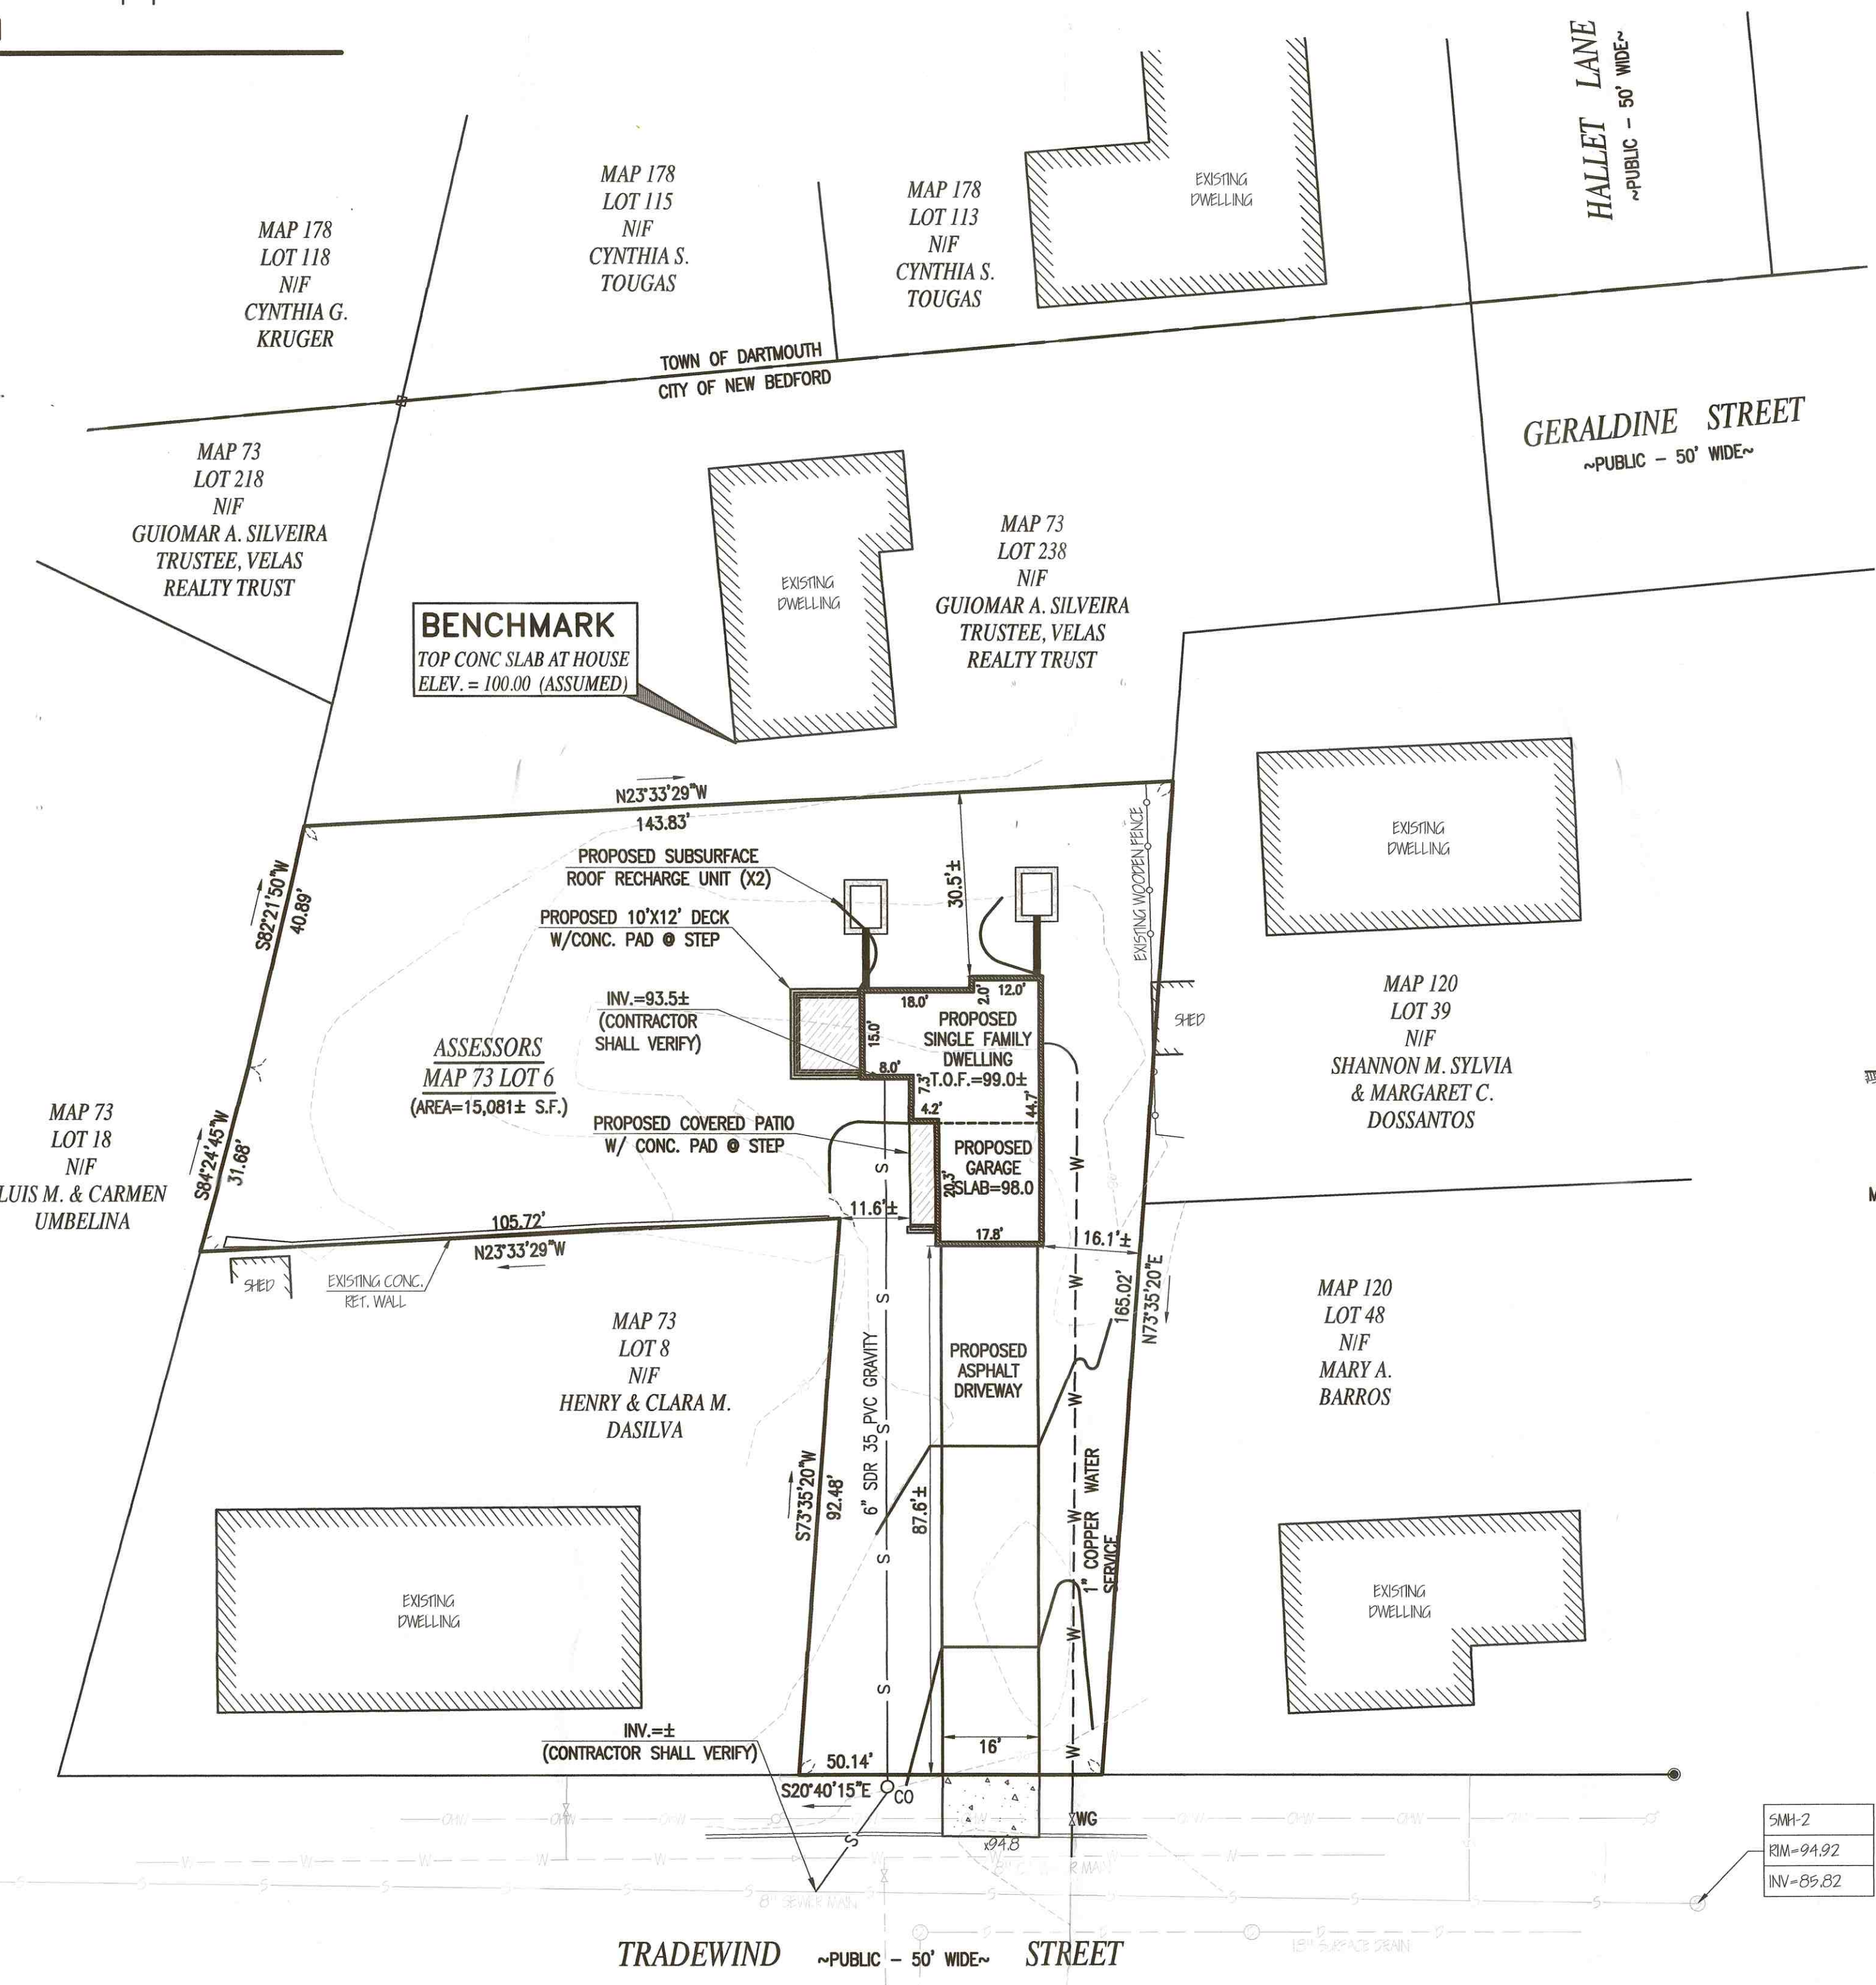 HALLET LANE
~PUBLIC - 50' WIDE~
MAP 178
LOT 115
N/F
CYNTHIA S.
TOUGAS
MAP 178
LOT 113
N/F
CYNTHIA S.
TOUGAS
EXISTING
DWELLING
MAP 178
LOT 118
N/F
CYNTHIA G.
KRUGER
TOWN OF DARTMOUTH
CITY OF NEW BEDFORD
GERALDINE STREET
~PUBLIC - 50' WIDE~
MAP 73
LOT 218
N/F
GUIOMAR A. SILVEIRA
TRUSTEE, VELAS
REALTY TRUST
EXISTING
DWELLING
MAP 73
LOT 238
N/F
GUIOMAR A. SILVEIRA
TRUSTEE, VELAS
REALTY TRUST
BENCHMARK
TOP CONC SLAB AT HOUSE
ELEV. = 100.00 (ASSUMED)
N23°33'29"W
143.83'
S82°21'50"W
40.89'
PROPOSED SUBSURFACE
ROOF RECHARGE UNIT (X2)
PROPOSED 10'X12' DECK
W/CONC. PAD @ STEP
INV.=93.5±
(CONTRACTOR
SHALL VERIFY)
30.5'±
EXISTING WOODEN FENCE
EXISTING
DWELLING
18.0'
2.0'
12.0'
15.0'
PROPOSED
SINGLE FAMILY
DWELLING
T.O.F.=99.0±
8.0'
7.3'
4.2'
44.7'
SHED
MAP 120
LOT 39
N/F
SHANNON M. SYLVIA
& MARGARET C.
DOSSANTOS
ASSESSORS
MAP 73 LOT 6
(AREA=15,081± S.F.)
PROPOSED COVERED PATIO
W/ CONC. PAD @ STEP
PROPOSED
GARAGE
SLAB=98.0
20.3'
17.8'
11.6'±
16.1'±
MAP 73
LOT 18
N/F
LUIS M. & CARMEN
UMBELINA
S84°24'45"W
31.68'
105.72'
N23°33'29"W
SHED
EXISTING CONC.
RET. WALL
MAP 73
LOT 8
N/F
HENRY & CLARA M.
DASILVA
165.02'
N73°35'20"E
MAP 120
LOT 48
N/F
MARY A.
BARROS
PROPOSED
ASPHALT
DRIVEWAY
6" SDR 35 PVC GRAVITY
S73°35'20"W
92.48'
87.6'±
1" COPPER WATER
SERVICE
S
S
S
S
S
W
W
W
W
W
W
EXISTING
DWELLING
EXISTING
DWELLING
INV.=±
(CONTRACTOR SHALL VERIFY)
16'
50.14'
S20°40'15"E
CO
WG
S
x94.8
OHW OHW OHW OHW OHW OHW
W W W W W W W
S S S S S S S S S S S S
8" SEWER MAIN
D D D D
18" SURFACE DRAIN
SMH-2
RIM=94.92
INV=85.82
TRADEWIND STREET
~PUBLIC - 50' WIDE~